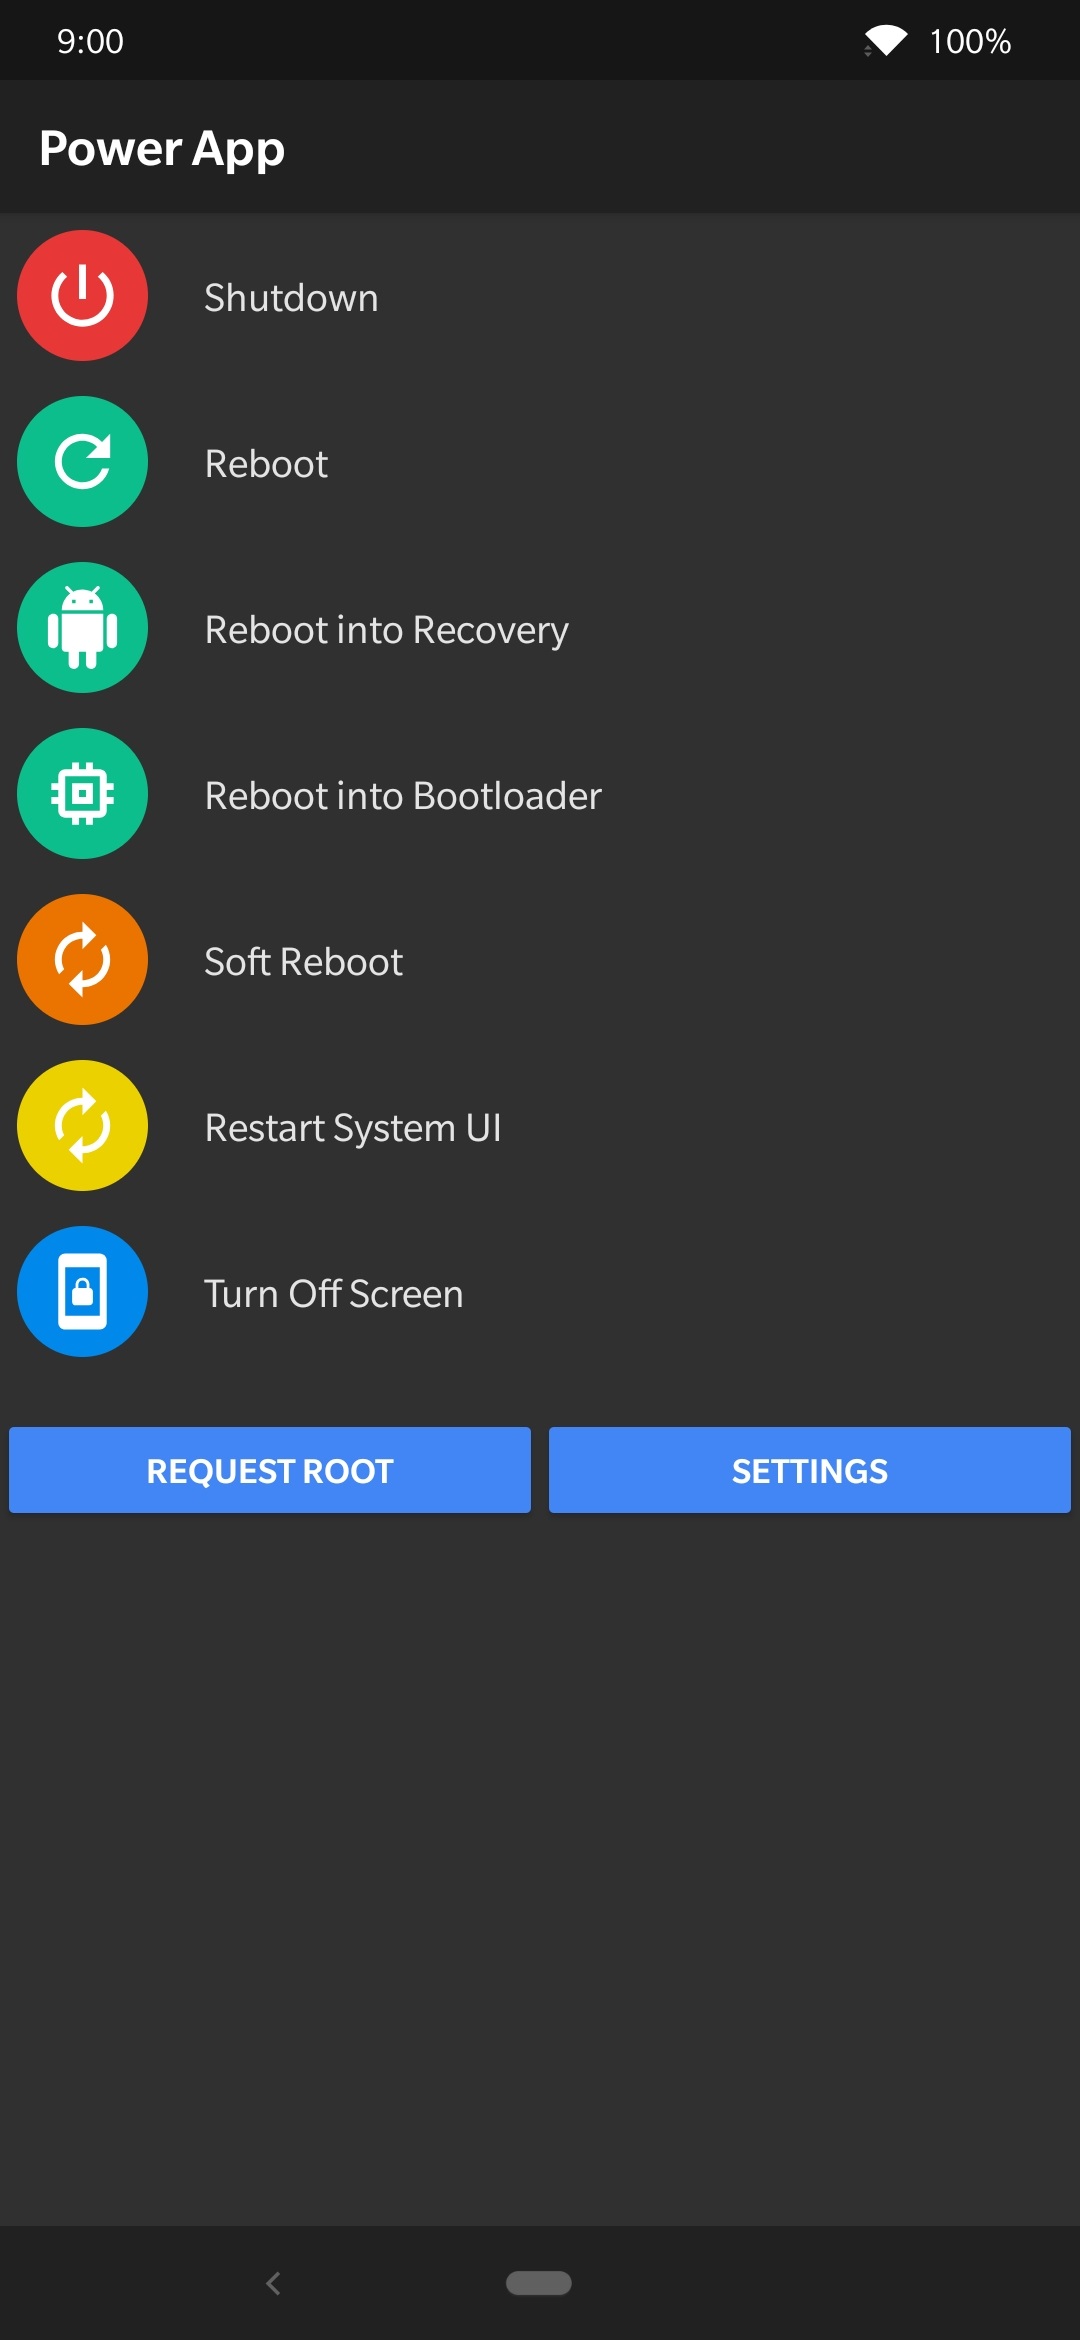 9:00 100%
Power App
Shutdown
Reboot
Reboot into Recovery
Reboot into Bootloader
Soft Reboot
Restart System UI
Turn Off Screen
REQUEST ROOT SETTINGS